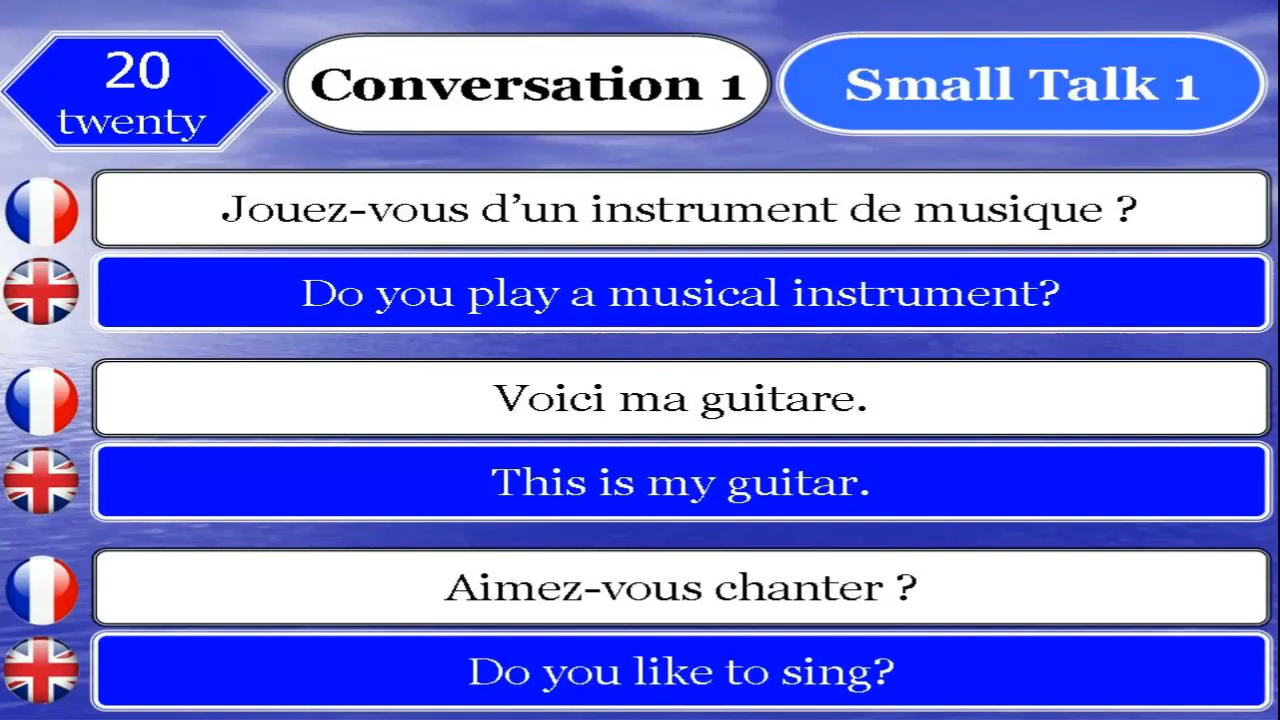 20
twenty
Conversation 1
Small Talk 1
Jouez-vous d’un instrument de musique ?
Do you play a musical instrument?
Voici ma guitare.
This is my guitar.
Aimez-vous chanter ?
Do you like to sing?